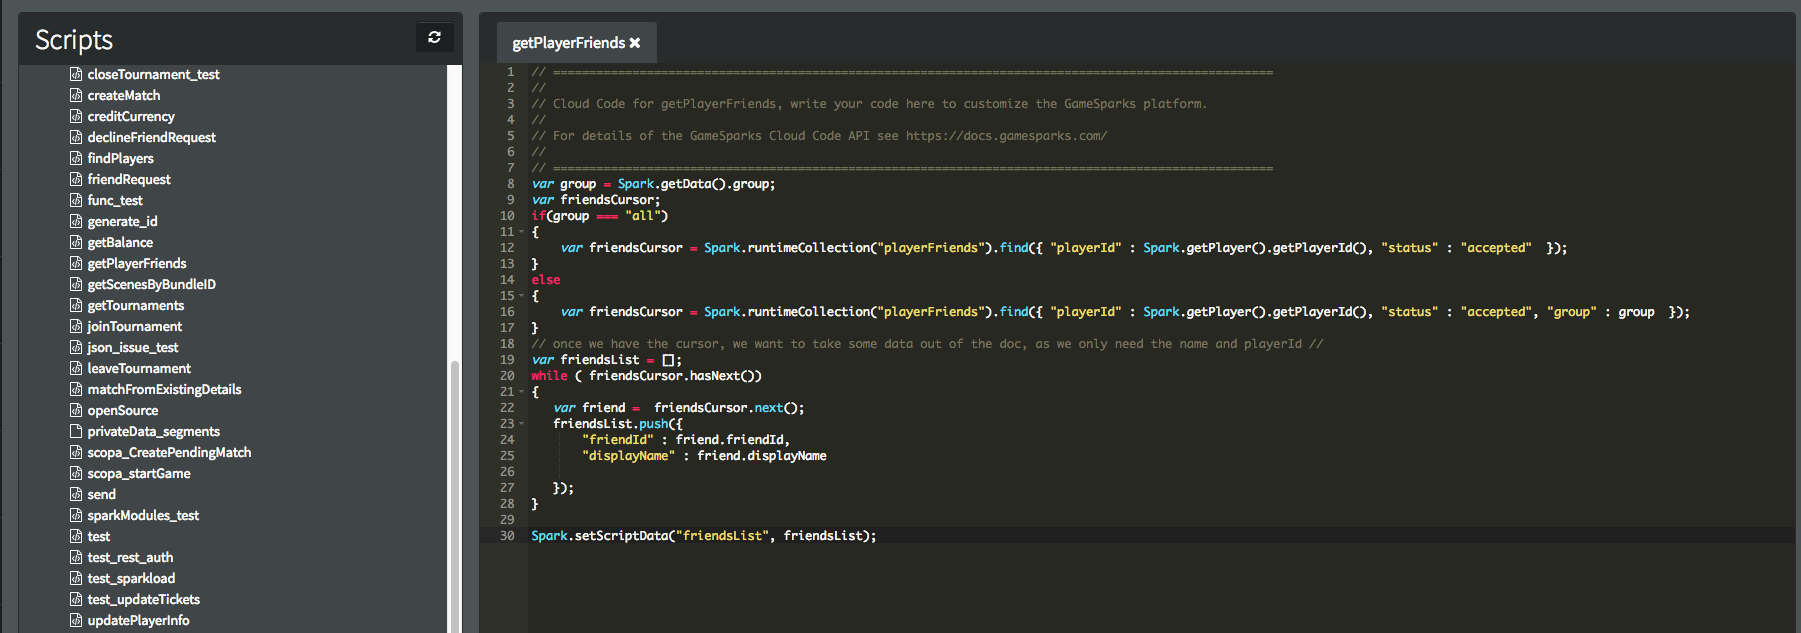 Scripts
closeTournament_test
createMatch
creditCurrency
declineFriendRequest
findPlayers
friendRequest
func_test
generate_id
getBalance
getPlayerFriends
getScenesByBundleID
getTournaments
joinTournament
json_issue_test
leaveTournament
matchFromExistingDetails
openSource
privateData_segments
scopa_CreatePendingMatch
scopa_startGame
send
sparkModules_test
test
test_rest_auth
test_sparkload
test_updateTickets
updatePlayerInfo
getPlayerFriends ×
1 // ====================================================================================================
2 //
3 // Cloud Code for getPlayerFriends, write your code here to customize the GameSparks platform.
4 //
5 // For details of the GameSparks Cloud Code API see https://docs.gamesparks.com/
6 //
7 // ====================================================================================================
8 var group = Spark.getData().group;
9 var friendsCursor;
10 if(group === "all")
11 {
12     var friendsCursor = Spark.runtimeCollection("playerFriends").find({ "playerId" : Spark.getPlayer().getPlayerId(), "status" : "accepted"  });
13 }
14 else
15 {
16     var friendsCursor = Spark.runtimeCollection("playerFriends").find({ "playerId" : Spark.getPlayer().getPlayerId(), "status" : "accepted", "group" : group  });
17 }
18 // once we have the cursor, we want to take some data out of the doc, as we only need the name and playerId //
19 var friendsList = [];
20 while ( friendsCursor.hasNext())
21 {
22    var friend =  friendsCursor.next();
23    friendsList.push({
24        "friendId" : friend.friendId,
25        "displayName" : friend.displayName
26
27    });
28 }
29
30 Spark.setScriptData("friendsList", friendsList);